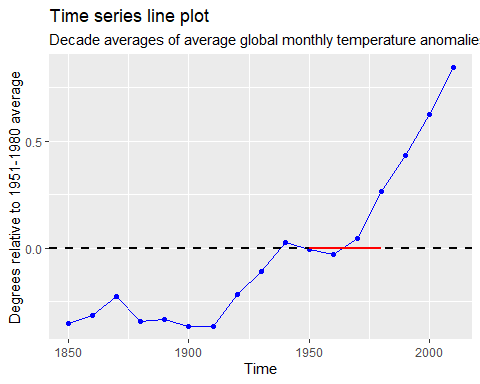 Time series line plot
Decade averages of average global monthly temperature anomalie
Degrees relative to 1951-1980 average
0.5
0.0
1850
1900
1950
2000
Time